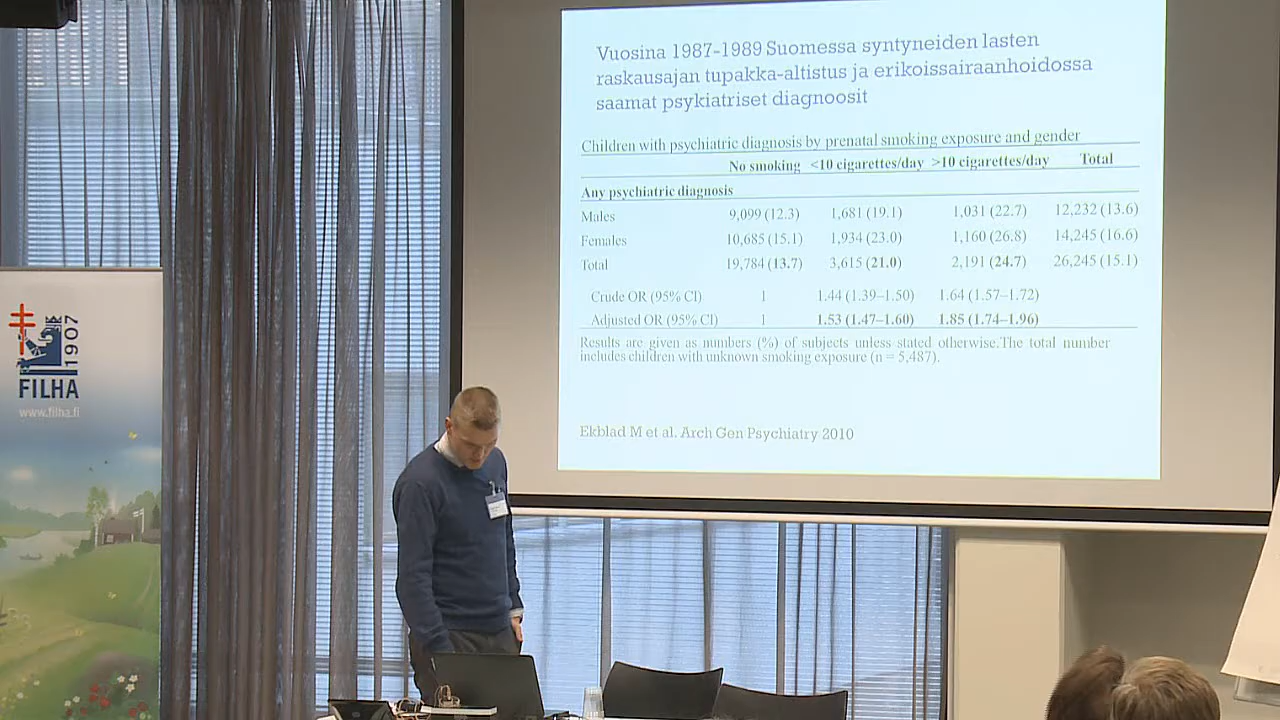 Vuosina 1987-1989 Suomessa syntyneiden lasten
raskausajan tupakka-altistus ja erikoissairaanhoidossa
saamat psykiatriset diagnoosit
Children with psychiatric diagnosis by prenatal smoking exposure and gender
No smoking <10 cigarettes/day >10 cigarettes/day Total
Any psychiatric diagnosis
Males 9,099 (12.3) 1,681 (19.1) 1,031 (22.7) 12,232 (13.6)
Females 10,685 (15.1) 1,934 (23.0) 1,160 (26.8) 14,245 (16.6)
Total 19,784 (13.7) 3,615 (21.0) 2,191 (24.7) 26,245 (15.1)
Crude OR (95% CI) 1 (1.39–1.50) 1.64 (1.57–1.72)
Adjusted OR (95% CI) 1 1.53 (1.47–1.60) 1.85 (1.74–1.96)
Results are given as numbers (%) of subjects unless stated otherwise. The total number
includes children with unknown smoking exposure (n = 5,487).
Ekblad M et al. Arch Gen Psychiatry 2010
1907
FILHA
www.filha.fi